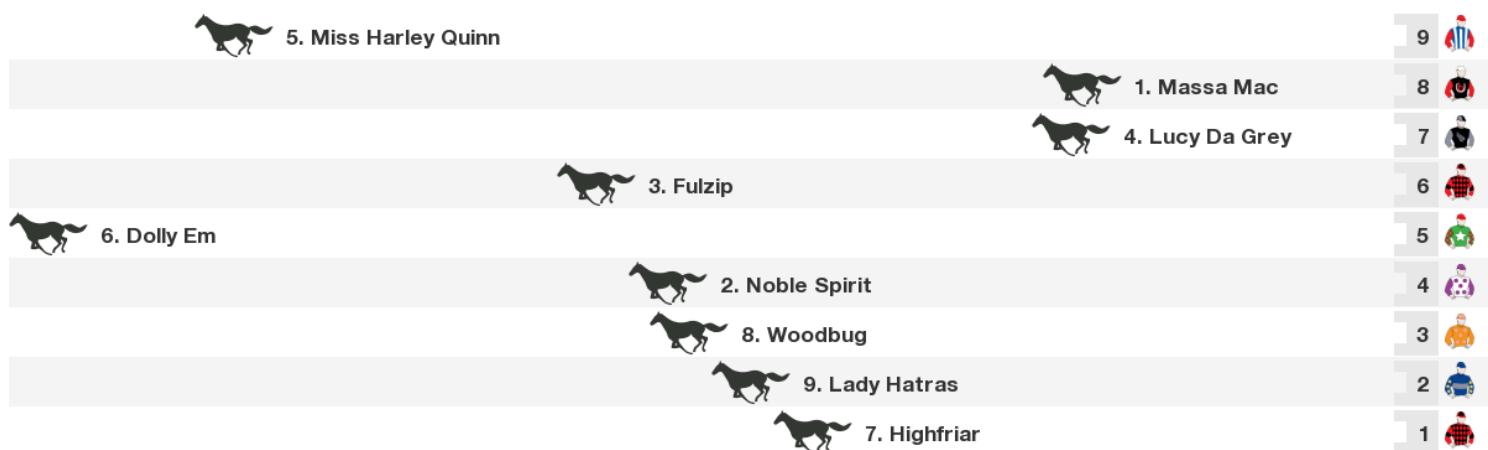 5. Miss Harley Quinn 9
1. Massa Mac 8
4. Lucy Da Grey 7
3. Fulzip 6
6. Dolly Em 5
2. Noble Spirit 4
8. Woodbug 3
9. Lady Hatras 2
7. Highfriar 1